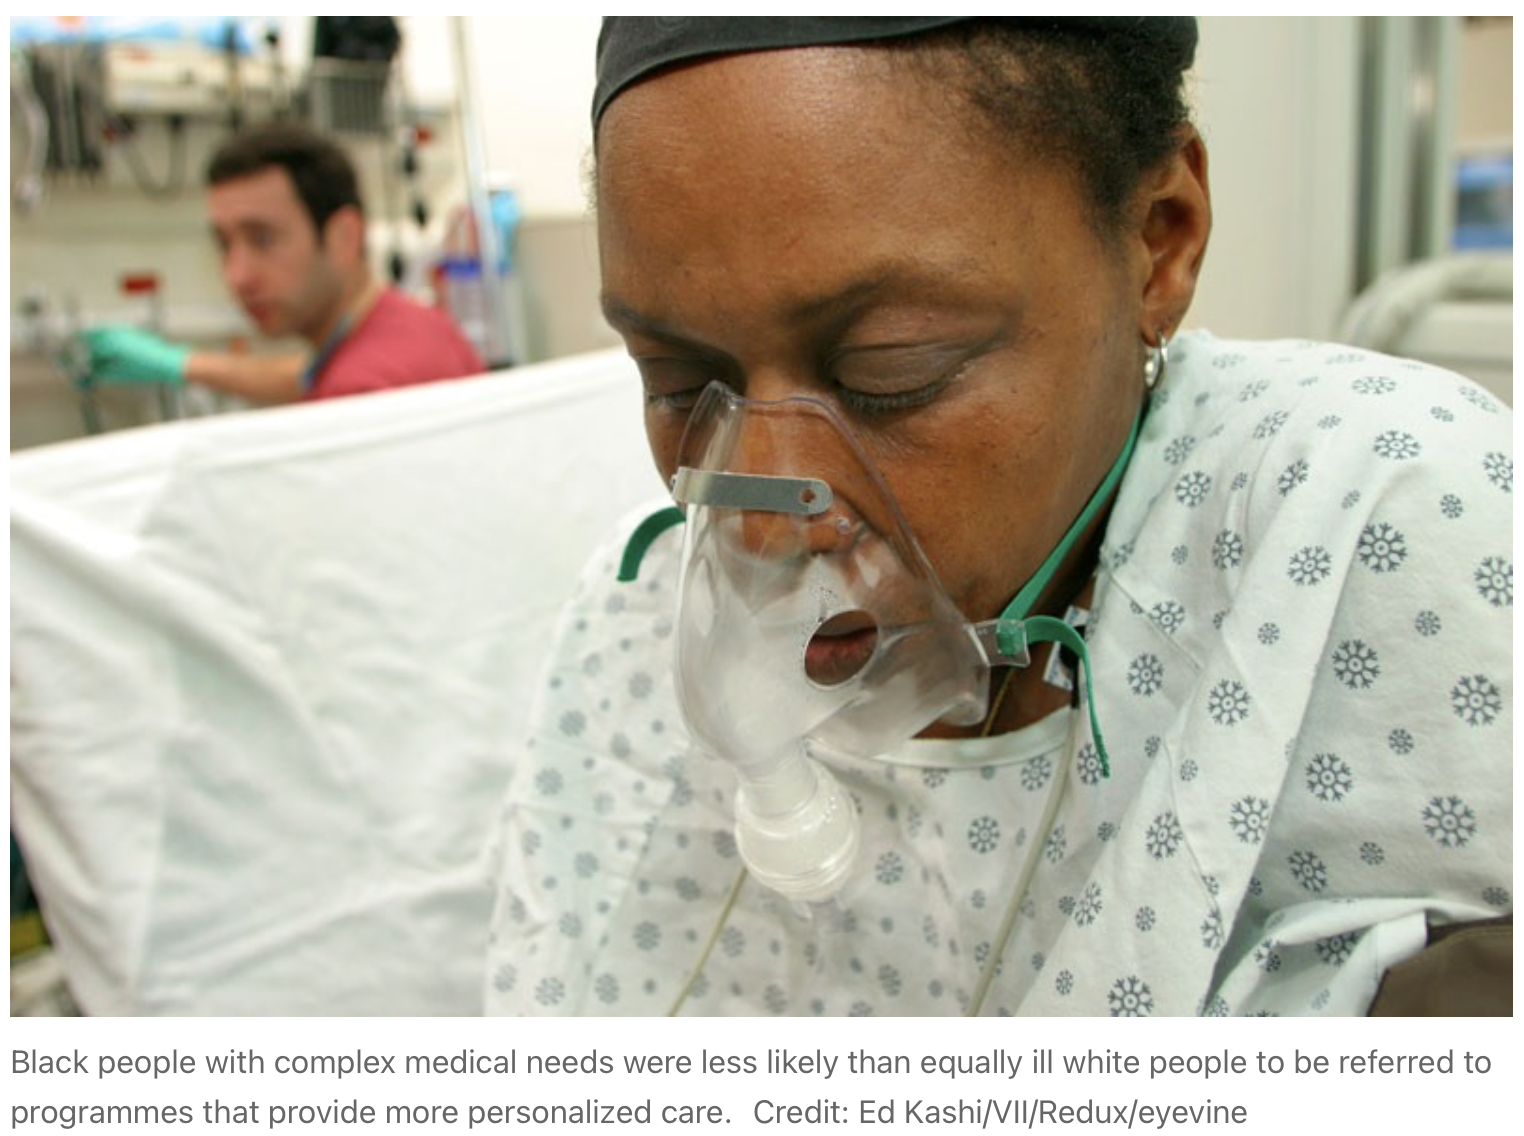 Black people with complex medical needs were less likely than equally ill white people to be referred to
programmes that provide more personalized care. Credit: Ed Kashi/VII/Redux/eyevine